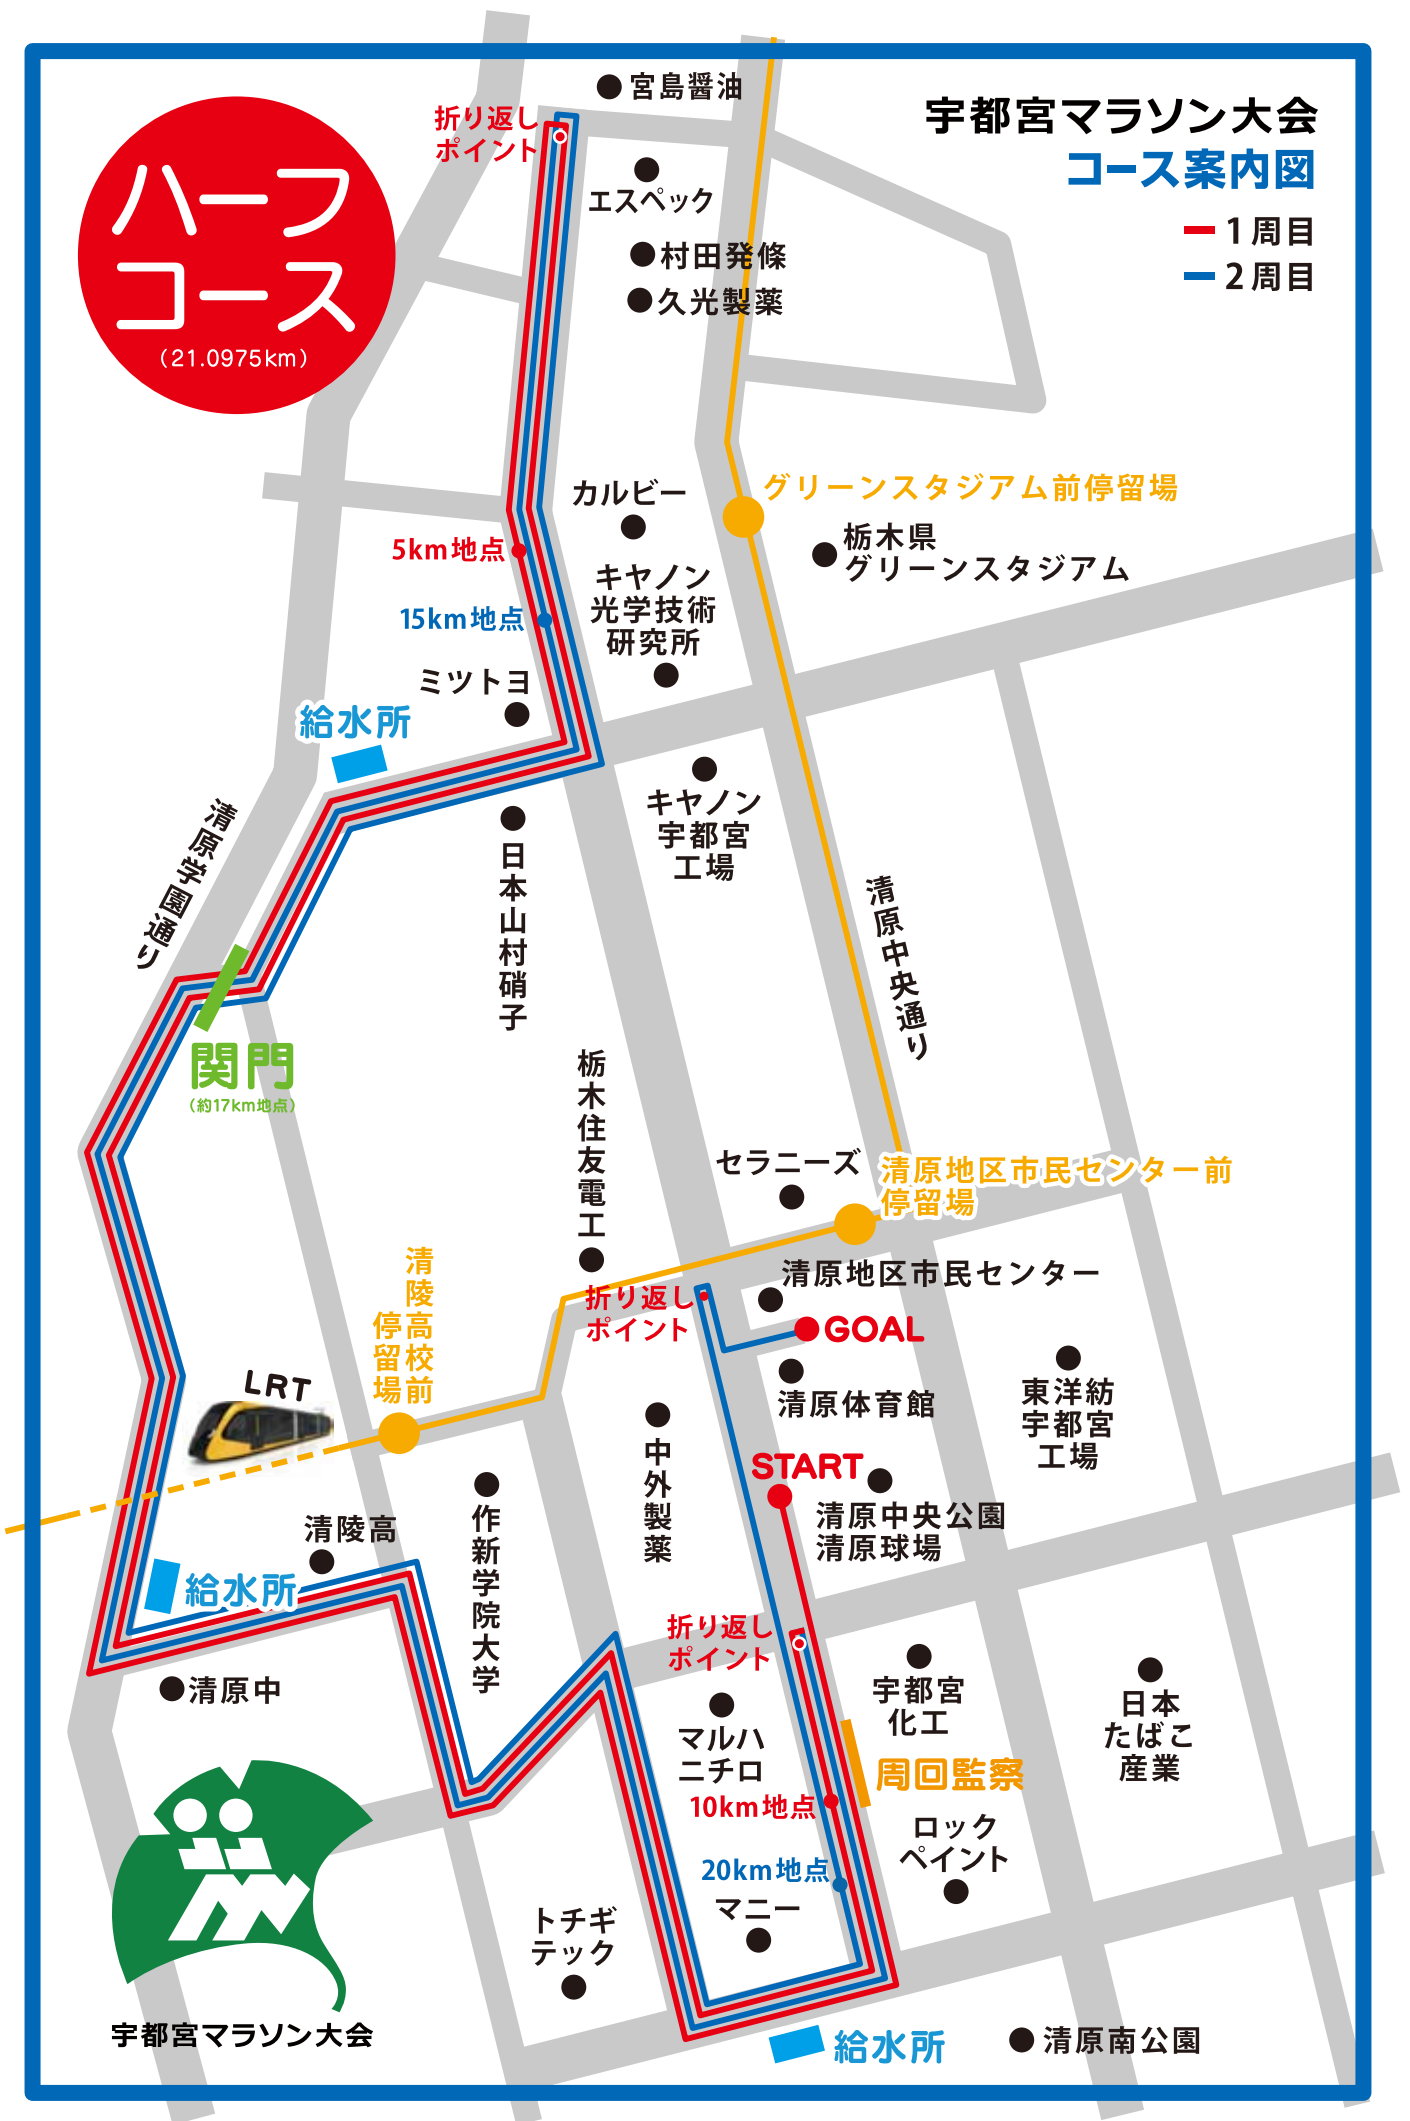 宇都宮マラソン大会
コース案内図
1周目
2周目
ハーフ
コース
(21.0975km)
折り返し
ポイント
宮島醤油
エスペック
村田発條
久光製薬
カルビー
グリーンスタジアム前停留場
栃木県
グリーンスタジアム
5km地点
キヤノン
光学技術
研究所
15km地点
ミツトヨ
給水所
キヤノン
宇都宮
工場
清原学園通り
日本山村硝子
清原中央通り
関門
(約17km地点)
栃木住友電工
セラニーズ
清原地区市民センター前
停留場
清原地区市民センター
折り返し
ポイント
GOAL
清陵高校前
停留場
LRT
清原体育館
東洋紡
宇都宮
工場
中外製薬
START
清原中央公園
清原球場
作新学院大学
清陵高
給水所
清原中
折り返し
ポイント
宇都宮
化工
日本
たばこ
産業
マルハ
ニチロ
周回監察
10km地点
ロック
ペイント
20km地点
マニー
トチギ
テック
宇都宮マラソン大会
給水所
清原南公園